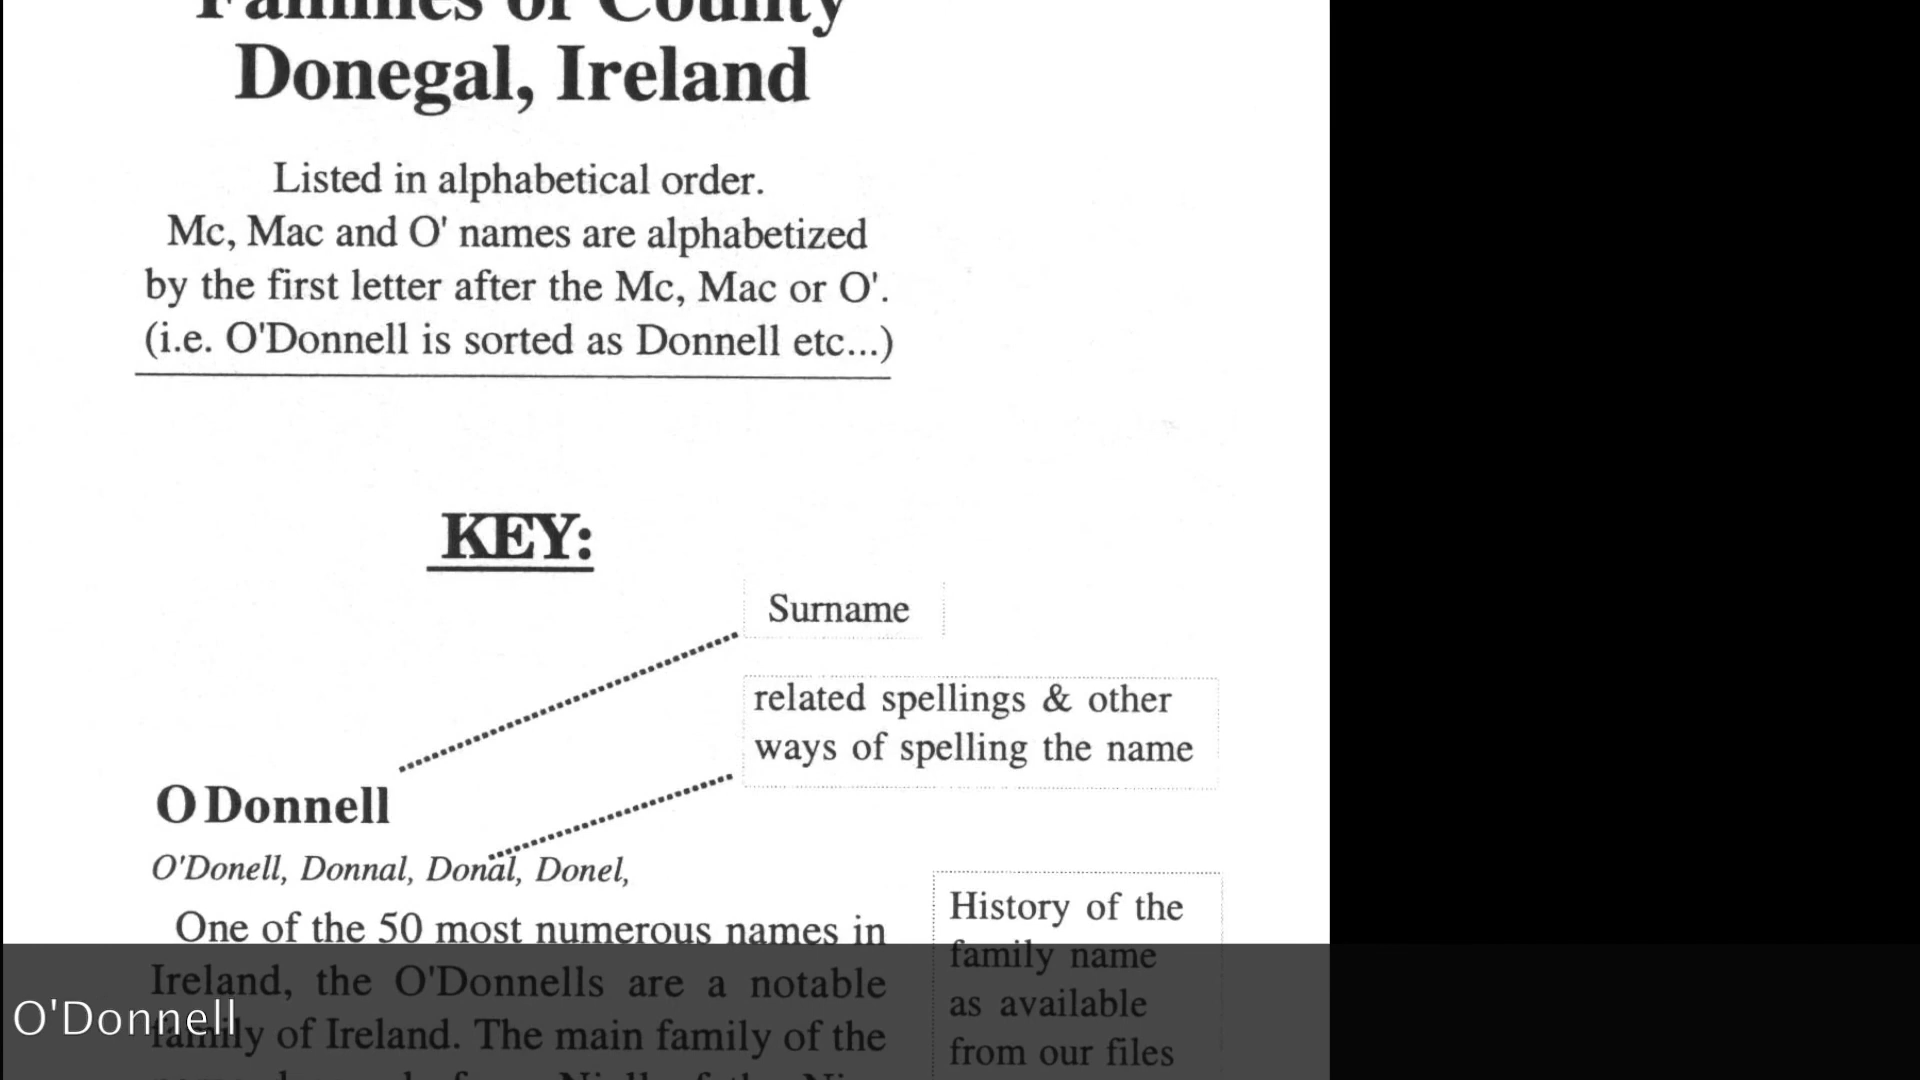 Families of County
Donegal, Ireland
Listed in alphabetical order.
Mc, Mac and O' names are alphabetized
by the first letter after the Mc, Mac or O'.
(i.e. O'Donnell is sorted as Donnell etc...)
KEY:
Surname
related spellings & other
ways of spelling the name
O Donnell
O'Donell, Donnal, Donal, Donel,
One of the 50 most numerous names in
Ireland, the O'Donnells are a notable
family of Ireland. The main family of the
History of the
family name
as available
from our files
O'Donnell